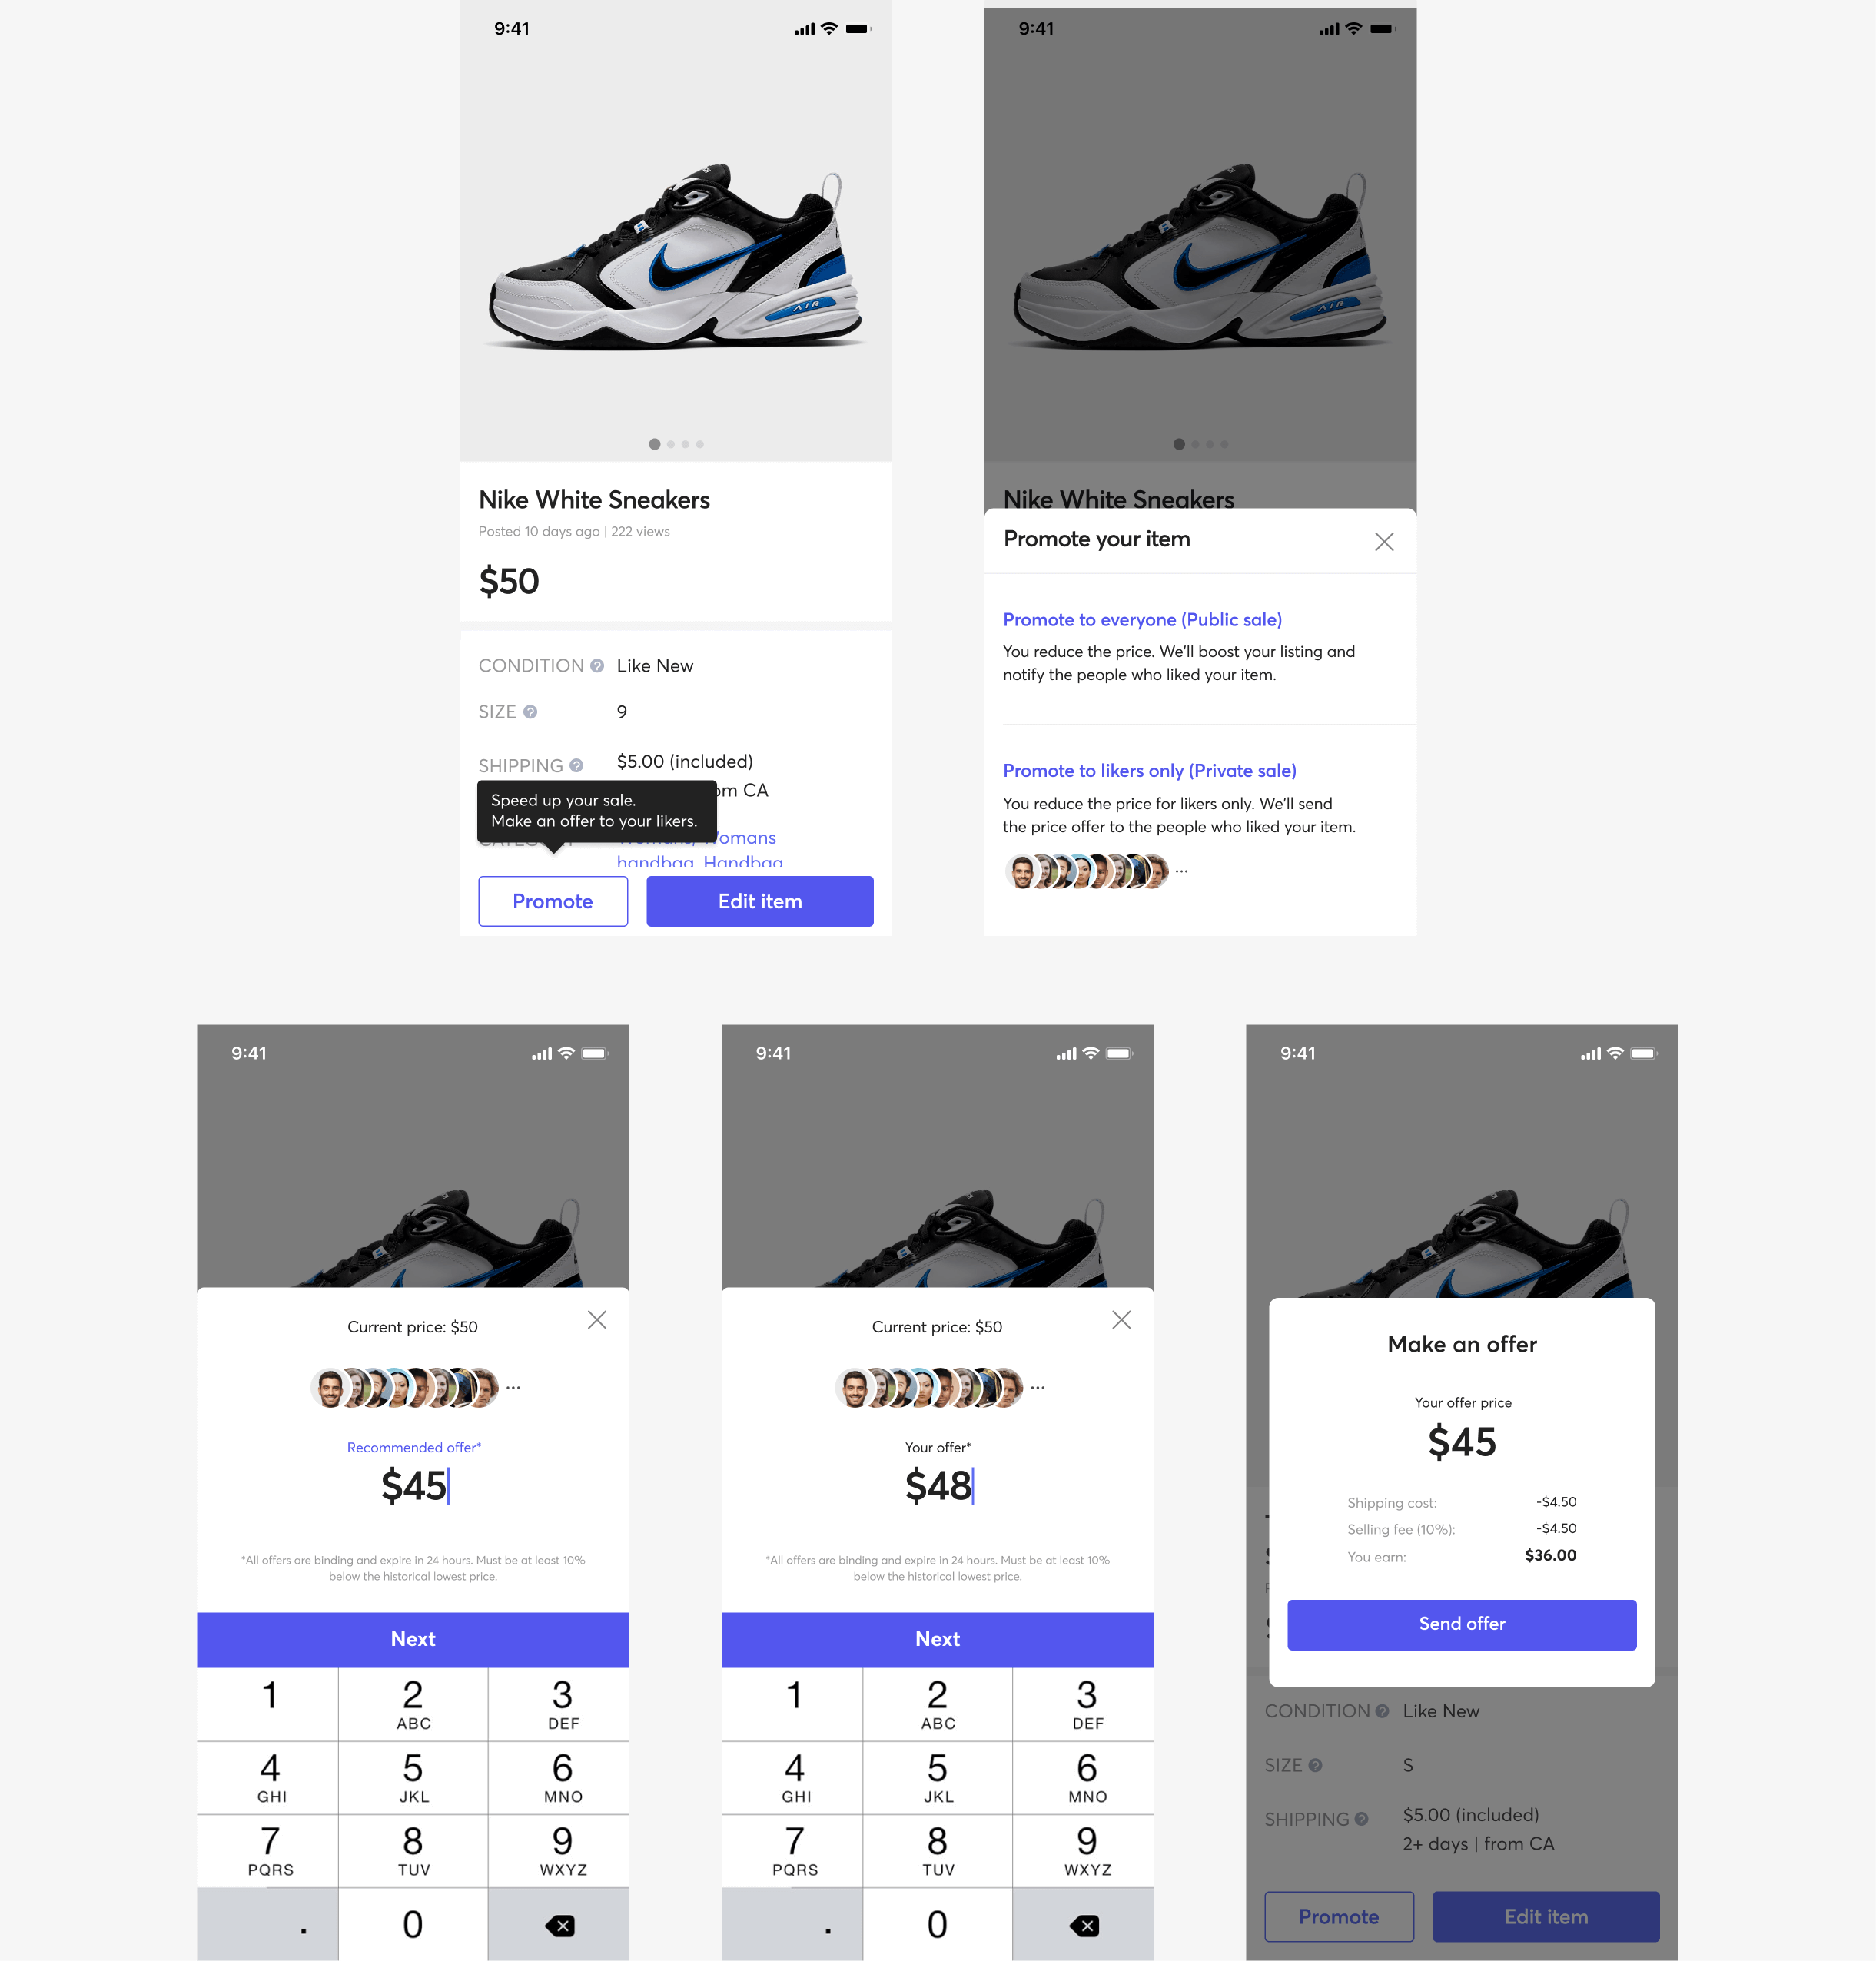 9:41
Nike White Sneakers
Posted 10 days ago | 222 views
$50
CONDITION ? Like New
SIZE ? 9
SHIPPING ? $5.00 (included)
om CA
Speed up your sale.
Make an offer to your likers.
CATEGORY Womans, Womans
handbag, Handbag
Promote
Edit item
AIR
9:41
AIR
Nike White Sneakers
Promote your item
Promote to everyone (Public sale)
You reduce the price. We'll boost your listing and
notify the people who liked your item.
Promote to likers only (Private sale)
You reduce the price for likers only. We'll send
the price offer to the people who liked your item.
...
9:41
Current price: $50
...
Recommended offer*
$45
*All offers are binding and expire in 24 hours. Must be at least 10%
below the historical lowest price.
Next
1
2
ABC
3
DEF
4
GHI
5
JKL
6
MNO
7
PQRS
8
TUV
9
WXYZ
.
0
9:41
Current price: $50
...
Your offer*
$48
*All offers are binding and expire in 24 hours. Must be at least 10%
below the historical lowest price.
Next
1
2
ABC
3
DEF
4
GHI
5
JKL
6
MNO
7
PQRS
8
TUV
9
WXYZ
.
0
9:41
Make an offer
Your offer price
$45
Shipping cost: -$4.50
Selling fee (10%): -$4.50
You earn: $36.00
Send offer
CONDITION ? Like New
SIZE ? S
SHIPPING ? $5.00 (included)
2+ days | from CA
Promote
Edit item